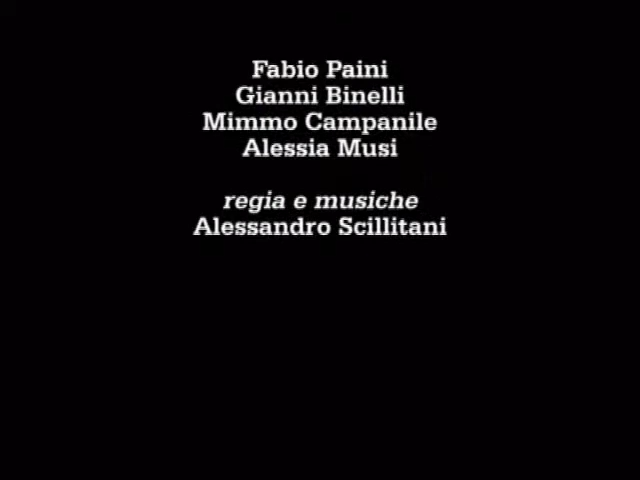 Fabio Paini
Gianni Binelli
Mimmo Campanile
Alessia Musi
regia e musiche
Alessandro Scillitani